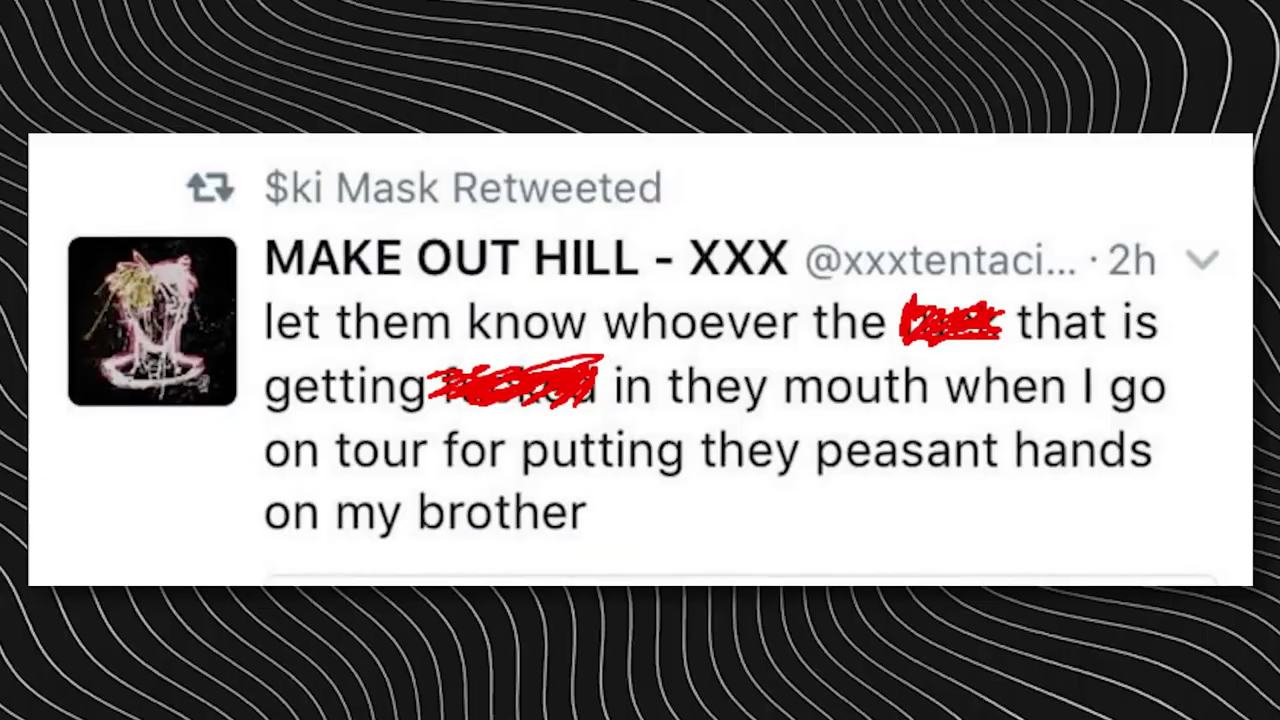 $ki Mask Retweeted
MAKE OUT HILL - XXX @xxxtentaci... · 2h
let them know whoever the that is
getting in they mouth when I go
on tour for putting they peasant hands
on my brother